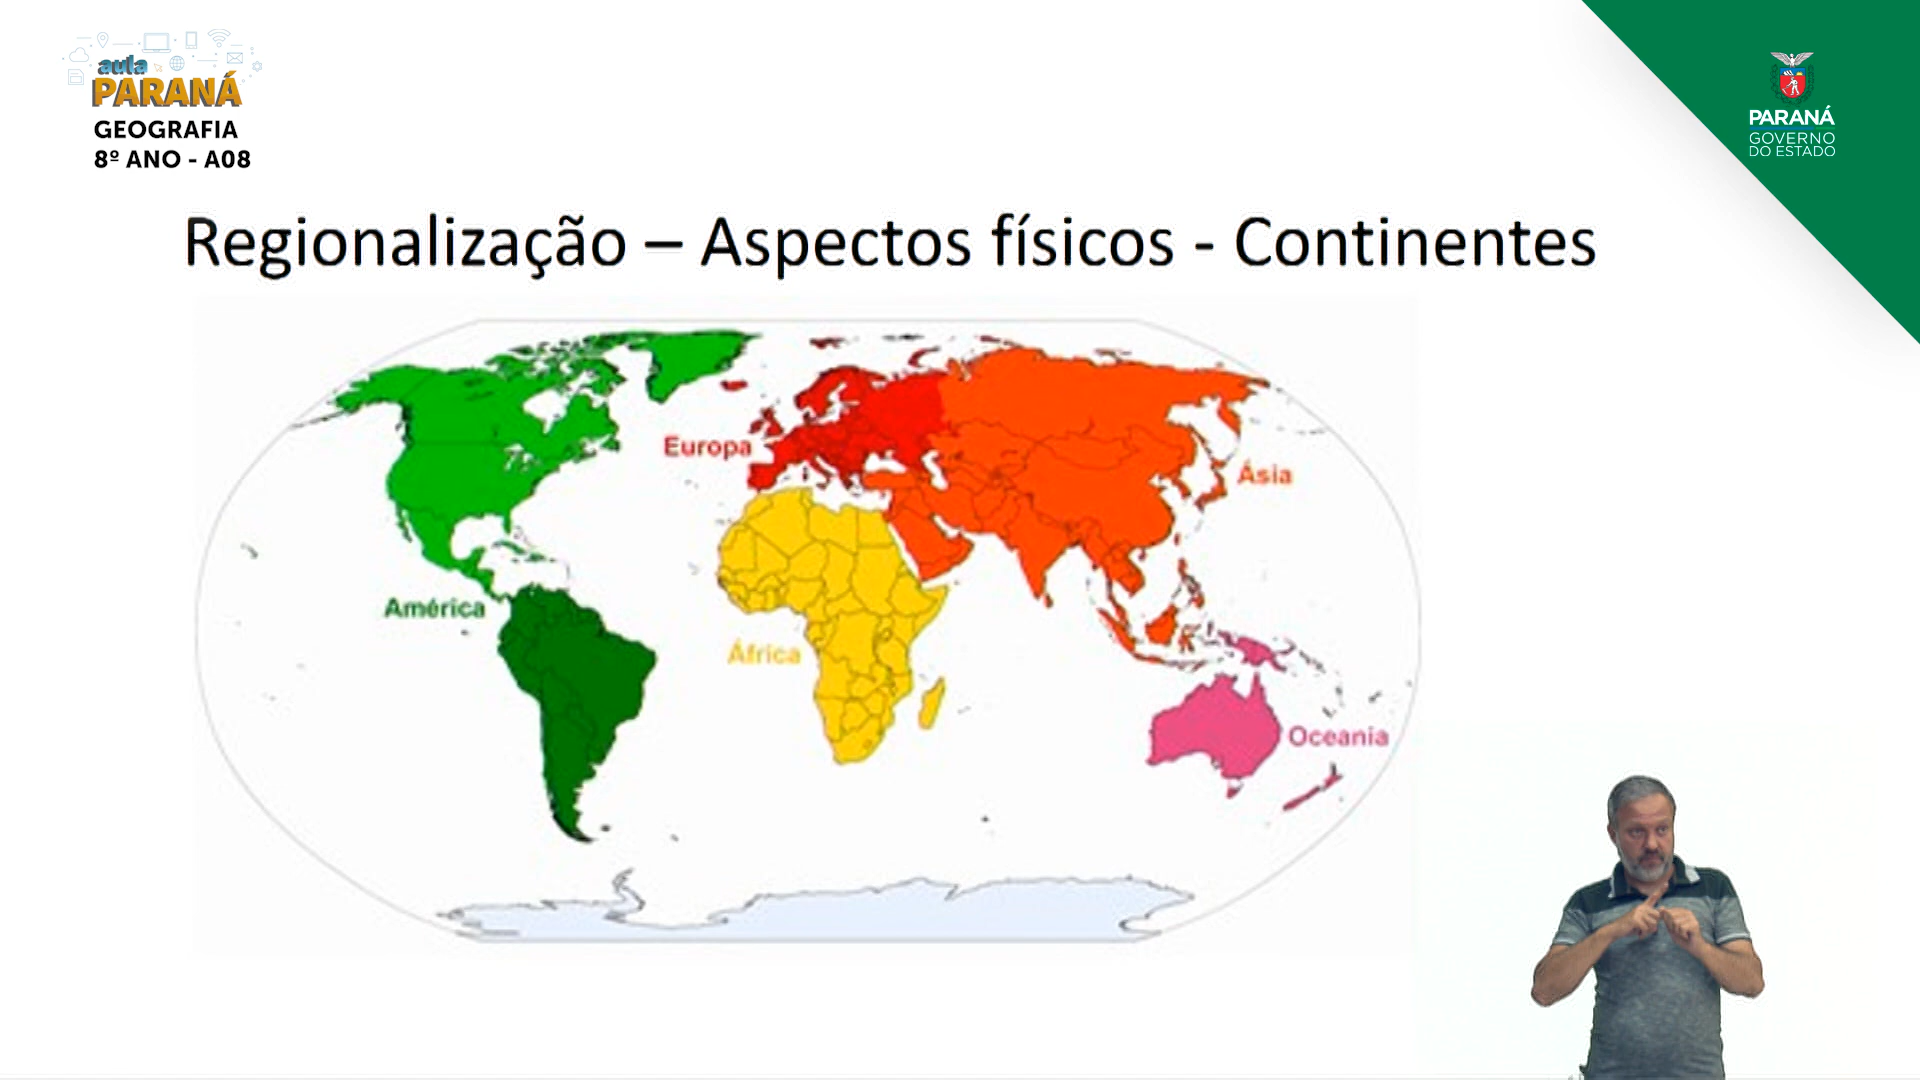 aula
PARANÁ
GEOGRAFIA
8º ANO - A08
PARANÁ
GOVERNO
DO ESTADO
Regionalização – Aspectos físicos - Continentes
Europa
Ásia
América
África
Oceania